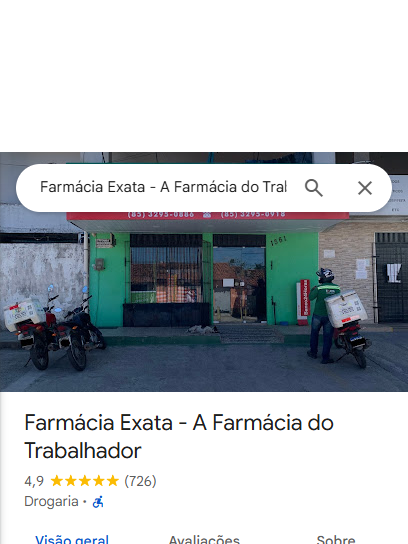 Farmácia Exata - A Farmácia do Tral
(85) 3295-0886 ☎ (85) 3295-0918
1661
Farmácia Exata - A Farmácia do
Trabalhador
4,9 ★★★★★ (726)
Drogaria ·
Visão geral
Avaliações
Sobre